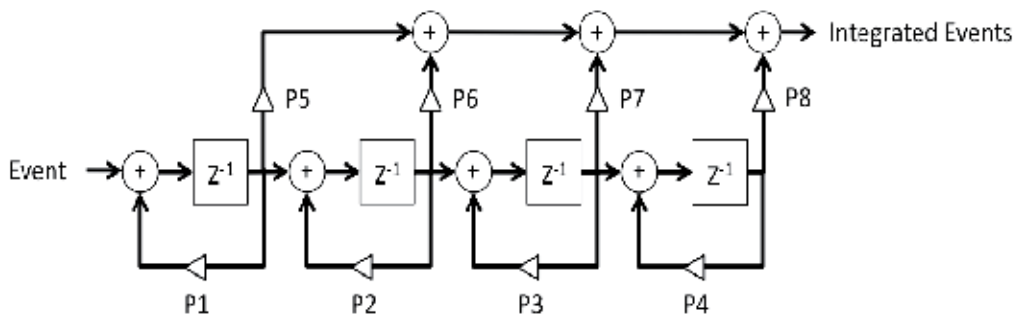 +
+
+
Integrated Events
P5
P6
P7
P8
Event
+
Z-1
+
Z-1
+
Z-1
+
Z-1
P1
P2
P3
P4